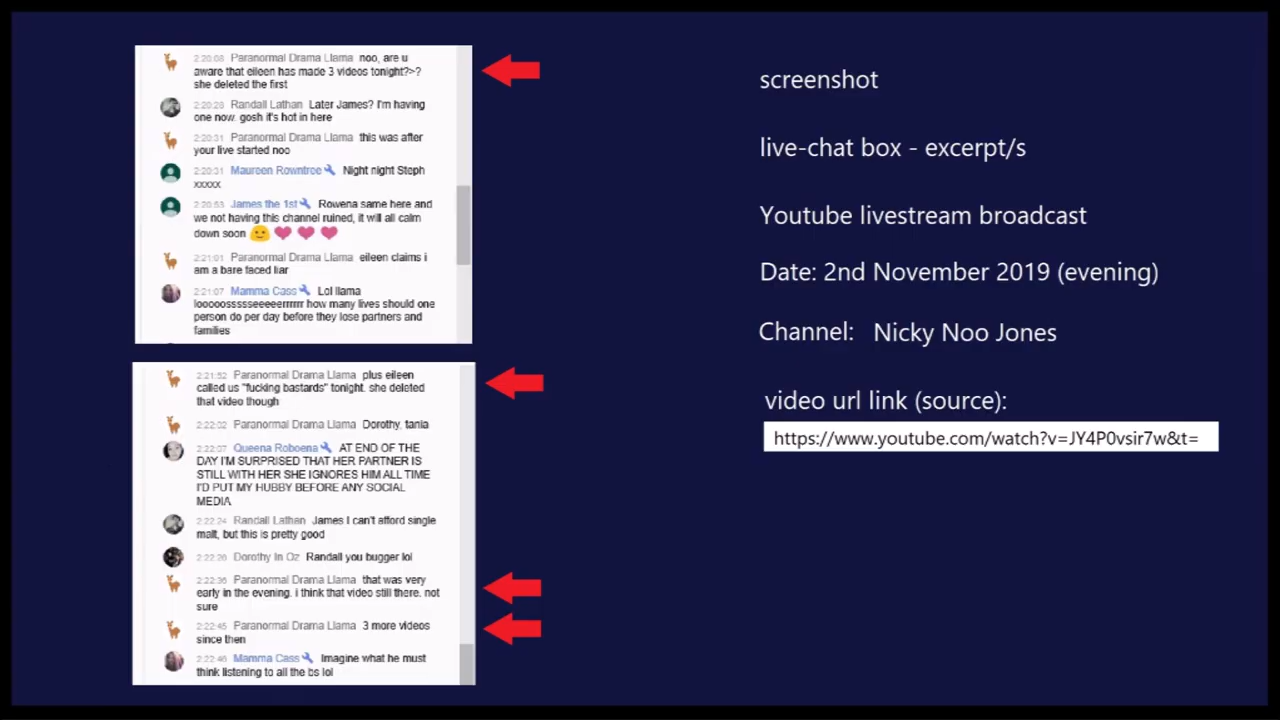 2:20:08 Paranormal Drama Llama noo, are u
aware that eileen has made 3 videos tonight?>?
she deleted the first
2:20:28 Randall Lathan Later James? I'm having
one now. gosh it's hot in here
2:20:31 Paranormal Drama Llama this was after
your live started noo
2:20:31 Maureen Rowntree Night night Steph
xxxxx
2:20:53 James the 1st Rowena same here and
we not having this channel ruined, it will all calm
down soon
2:21:01 Paranormal Drama Llama eileen claims i
am a bare faced liar
2:21:07 Mamma Cass Lol llama
looooosssseeeeerrrrrr how many lives should one
person do per day before they lose partners and
families
2:21:52 Paranormal Drama Llama plus eileen
called us "fucking bastards" tonight. she deleted
that video though
2:22:02 Paranormal Drama Llama Dorothy, tania
2:22:07 Queena Roboena AT END OF THE
DAY I'M SURPRISED THAT HER PARTNER IS
STILL WITH HER SHE IGNORES HIM ALL TIME
I'D PUT MY HUBBY BEFORE ANY SOCIAL
MEDIA
2:22:24 Randall Lathan James I can't afford single
malt, but this is pretty good
2:22:26 Dorothy In Oz Randall you bugger lol
2:22:36 Paranormal Drama Llama that was very
early in the evening. i think that video still there. not
sure
2:22:45 Paranormal Drama Llama 3 more videos
since then
2:22:46 Mamma Cass Imagine what he must
think listening to all the bs lol
screenshot
live-chat box - excerpt/s
Youtube livestream broadcast
Date: 2nd November 2019 (evening)
Channel: Nicky Noo Jones
video url link (source):
https://www.youtube.com/watch?v=JY4P0vsir7w&t=